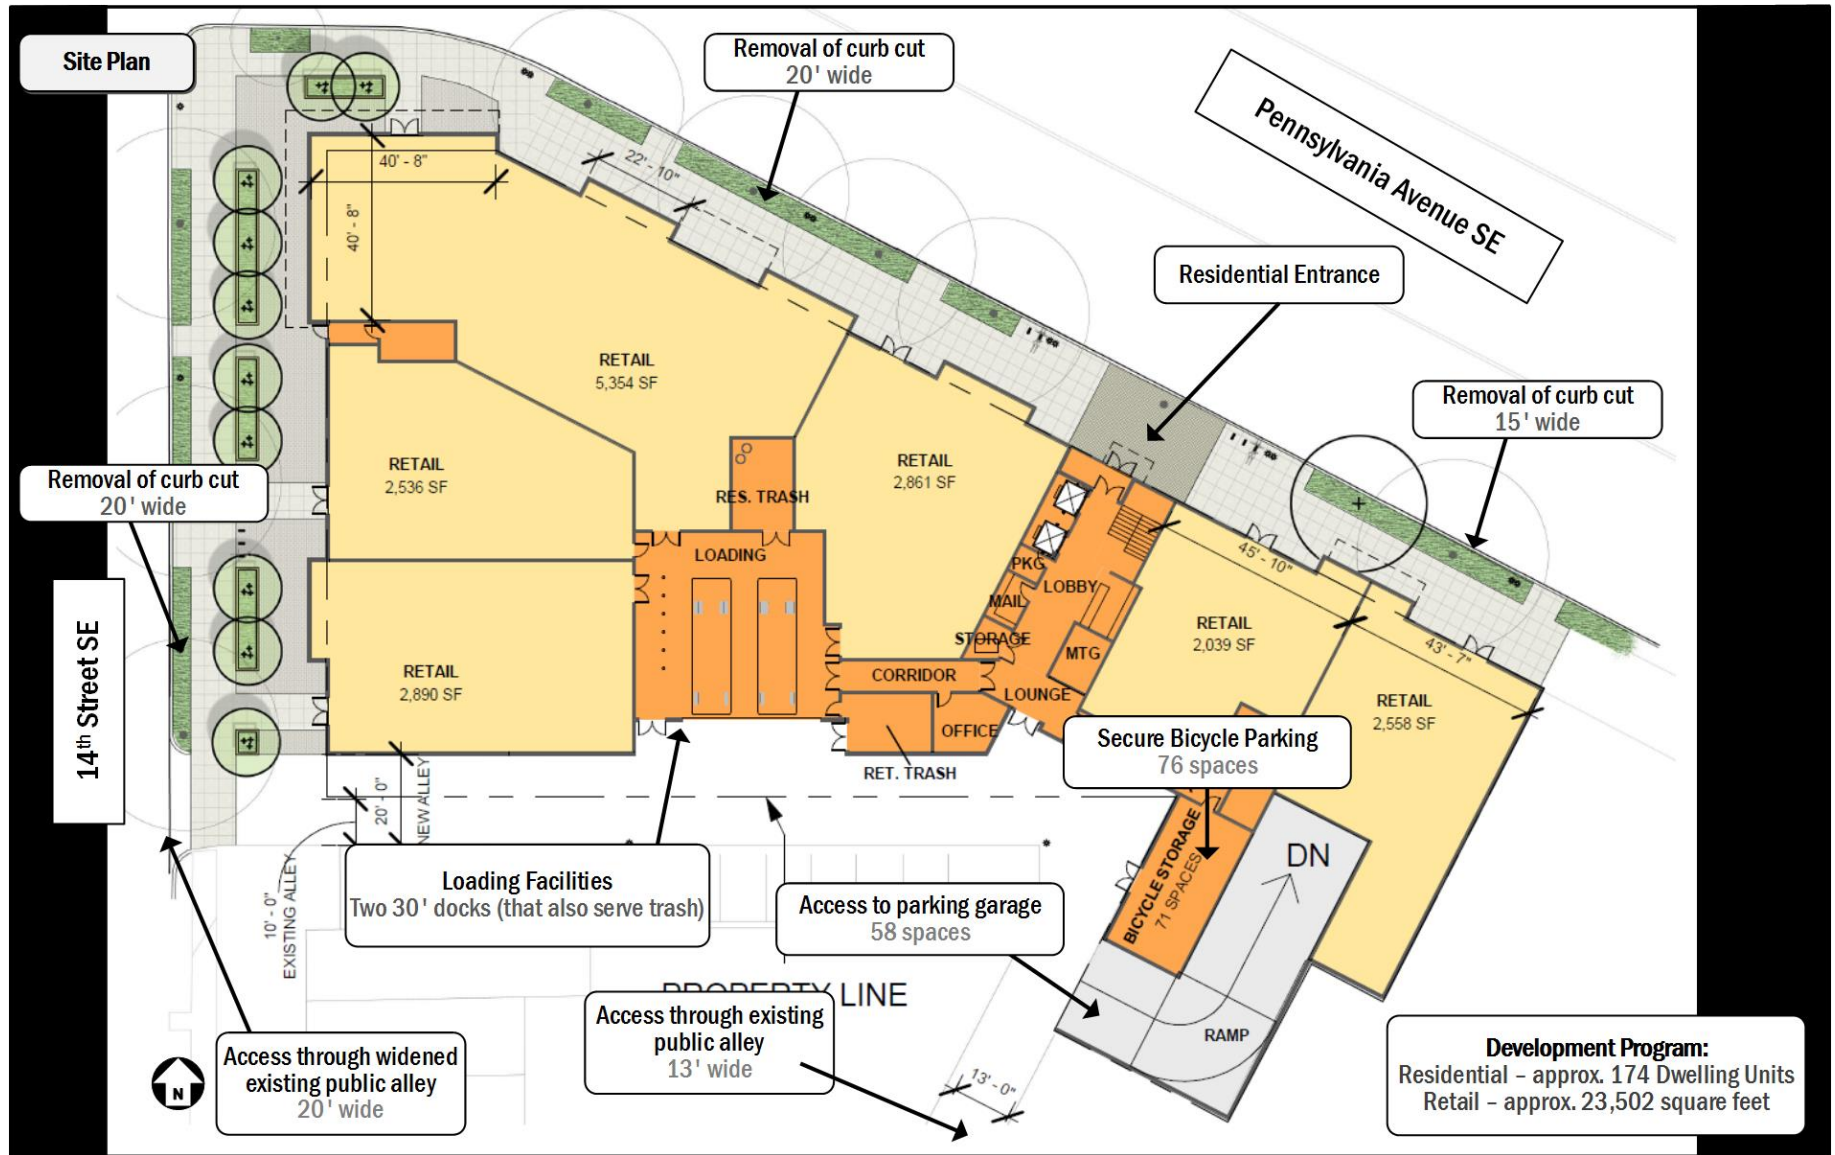 Site Plan
Removal of curb cut
20' wide
Pennsylvania Avenue SE
40' - 8"
22' - 10"
40' - 8"
Residential Entrance
RETAIL
5,354 SF
Removal of curb cut
15' wide
RETAIL
2,536 SF
RETAIL
2,861 SF
Removal of curb cut
20' wide
RES. TRASH
LOADING
45' - 10"
PKG
LOBBY
MAIL
RETAIL
2,039 SF
STORAGE
MTG
43' - 7"
14th Street SE
RETAIL
2,890 SF
CORRIDOR
LOUNGE
RETAIL
2,558 SF
OFFICE
Secure Bicycle Parking
76 spaces
RET. TRASH
20' - 0"
NEW ALLEY
BICYCLE STORAGE
71 SPACES
DN
10' - 0"
EXISTING ALLEY
Loading Facilities
Two 30' docks (that also serve trash)
Access to parking garage
58 spaces
PROPERTY LINE
Access through existing
public alley
13' wide
RAMP
Access through widened
existing public alley
20' wide
N
13' - 0"
Development Program:
Residential – approx. 174 Dwelling Units
Retail – approx. 23,502 square feet